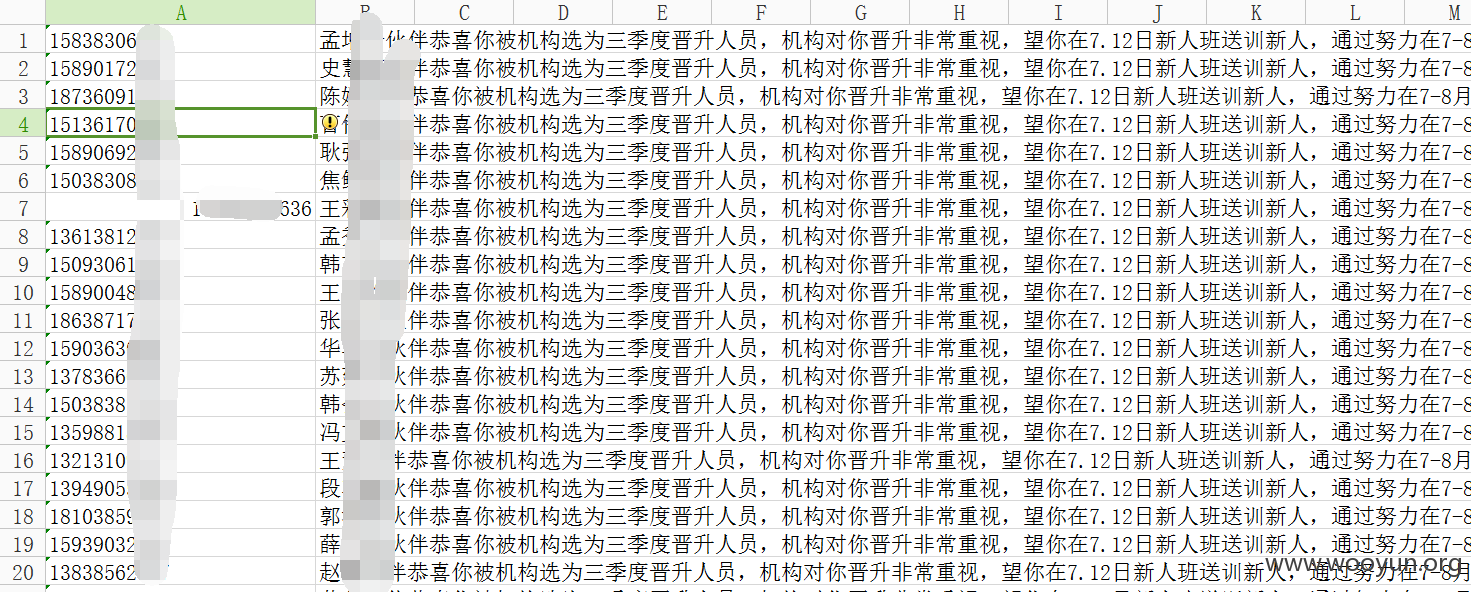 A B C D E F G H I J K L M
1 15838306 孟 伙伴恭喜你被机构选为三季度晋升人员，机构对你晋升非常重视，望你在7.12日新人班送训新人，通过努力在7-8
2 15890172 史慧 伴恭喜你被机构选为三季度晋升人员，机构对你晋升非常重视，望你在7.12日新人班送训新人，通过努力在7-8
3 18736091 陈 恭喜你被机构选为三季度晋升人员，机构对你晋升非常重视，望你在7.12日新人班送训新人，通过努力在7-8月
4 15136170 伴恭喜你被机构选为三季度晋升人员，机构对你晋升非常重视，望你在7.12日新人班送训新人，通过努力在7-8
5 15890692 耿 伴恭喜你被机构选为三季度晋升人员，机构对你晋升非常重视，望你在7.12日新人班送训新人，通过努力在7-8
6 15038308 焦 伴恭喜你被机构选为三季度晋升人员，机构对你晋升非常重视，望你在7.12日新人班送训新人，通过努力在7-8
7 1 636 王 伴恭喜你被机构选为三季度晋升人员，机构对你晋升非常重视，望你在7.12日新人班送训新人，通过努力在7-8
8 13613812 孟 伴恭喜你被机构选为三季度晋升人员，机构对你晋升非常重视，望你在7.12日新人班送训新人，通过努力在7-8
9 15093061 韩 伴恭喜你被机构选为三季度晋升人员，机构对你晋升非常重视，望你在7.12日新人班送训新人，通过努力在7-8
10 15890048 王 伴恭喜你被机构选为三季度晋升人员，机构对你晋升非常重视，望你在7.12日新人班送训新人，通过努力在7-8
11 18638717 张 伴恭喜你被机构选为三季度晋升人员，机构对你晋升非常重视，望你在7.12日新人班送训新人，通过努力在7-8
12 1590363 华 伙伴恭喜你被机构选为三季度晋升人员，机构对你晋升非常重视，望你在7.12日新人班送训新人，通过努力在7-8
13 1378366 苏 伙伴恭喜你被机构选为三季度晋升人员，机构对你晋升非常重视，望你在7.12日新人班送训新人，通过努力在7-8
14 1503838 韩 伙伴恭喜你被机构选为三季度晋升人员，机构对你晋升非常重视，望你在7.12日新人班送训新人，通过努力在7-8
15 1359881 冯 伙伴恭喜你被机构选为三季度晋升人员，机构对你晋升非常重视，望你在7.12日新人班送训新人，通过努力在7-8
16 1321310 王 伴恭喜你被机构选为三季度晋升人员，机构对你晋升非常重视，望你在7.12日新人班送训新人，通过努力在7-8月
17 1394905 段 伙伴恭喜你被机构选为三季度晋升人员，机构对你晋升非常重视，望你在7.12日新人班送训新人，通过努力在7-8
18 18103859 郭 伙伴恭喜你被机构选为三季度晋升人员，机构对你晋升非常重视，望你在7.12日新人班送训新人，通过努力在7-8
19 15939032 薛 伙伴恭喜你被机构选为三季度晋升人员，机构对你晋升非常重视，望你在7.12日新人班送训新人，通过努力在7-8
20 13838562 赵 伴恭喜你被机构选为三季度晋升人员，机构对你晋升非常重视，望你在7.12日新人班送训新人，通过努力在7-8
www.wooyun.org